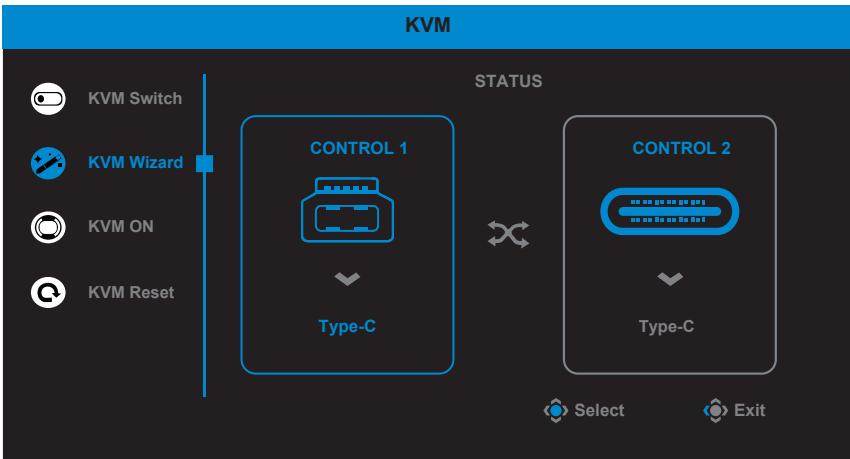 KVM
STATUS
KVM Switch
KVM Wizard
KVM ON
KVM Reset
CONTROL 1
Type-C
CONTROL 2
Type-C
Select
Exit